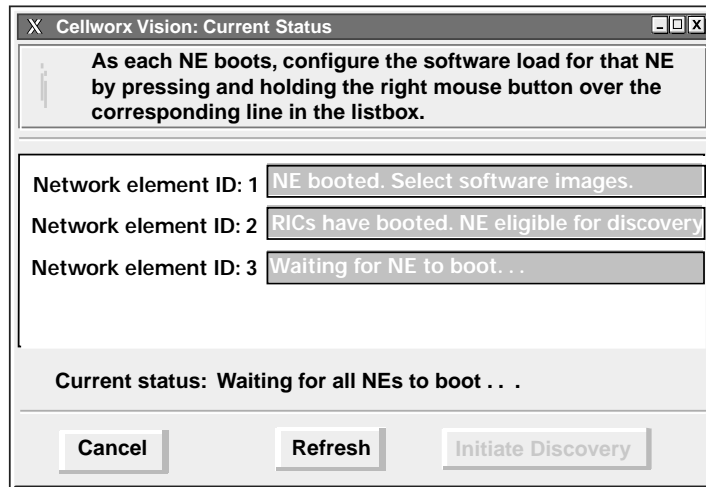 X Cellworx Vision: Current Status
As each NE boots, configure the software load for that NE
by pressing and holding the right mouse button over the
corresponding line in the listbox.
Network element ID: 1 NE booted. Select software images.
Network element ID: 2 RICs have booted. NE eligible for discovery
Network element ID: 3 Waiting for NE to boot. . .
Current status: Waiting for all NEs to boot . . .
Cancel Refresh Initiate Discovery